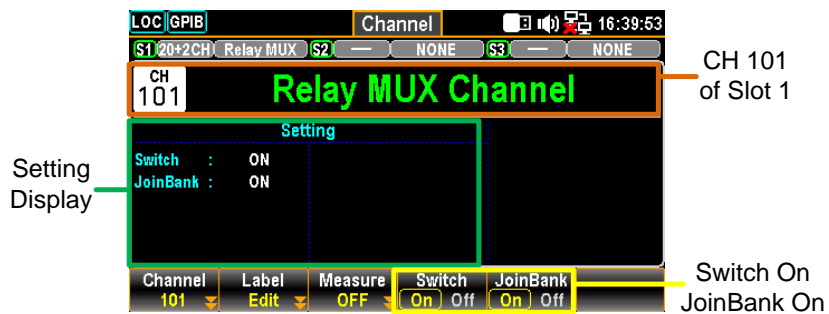 LOC GPIB Channel 16:39:53
S1 20+2CH Relay MUX S2 — NONE S3 — NONE
CH 101 Relay MUX Channel
CH 101
of Slot 1
Setting
Switch : ON
JoinBank : ON
Setting
Display
Channel Label Measure Switch JoinBank
101 Edit OFF On Off On Off
Switch On
JoinBank On